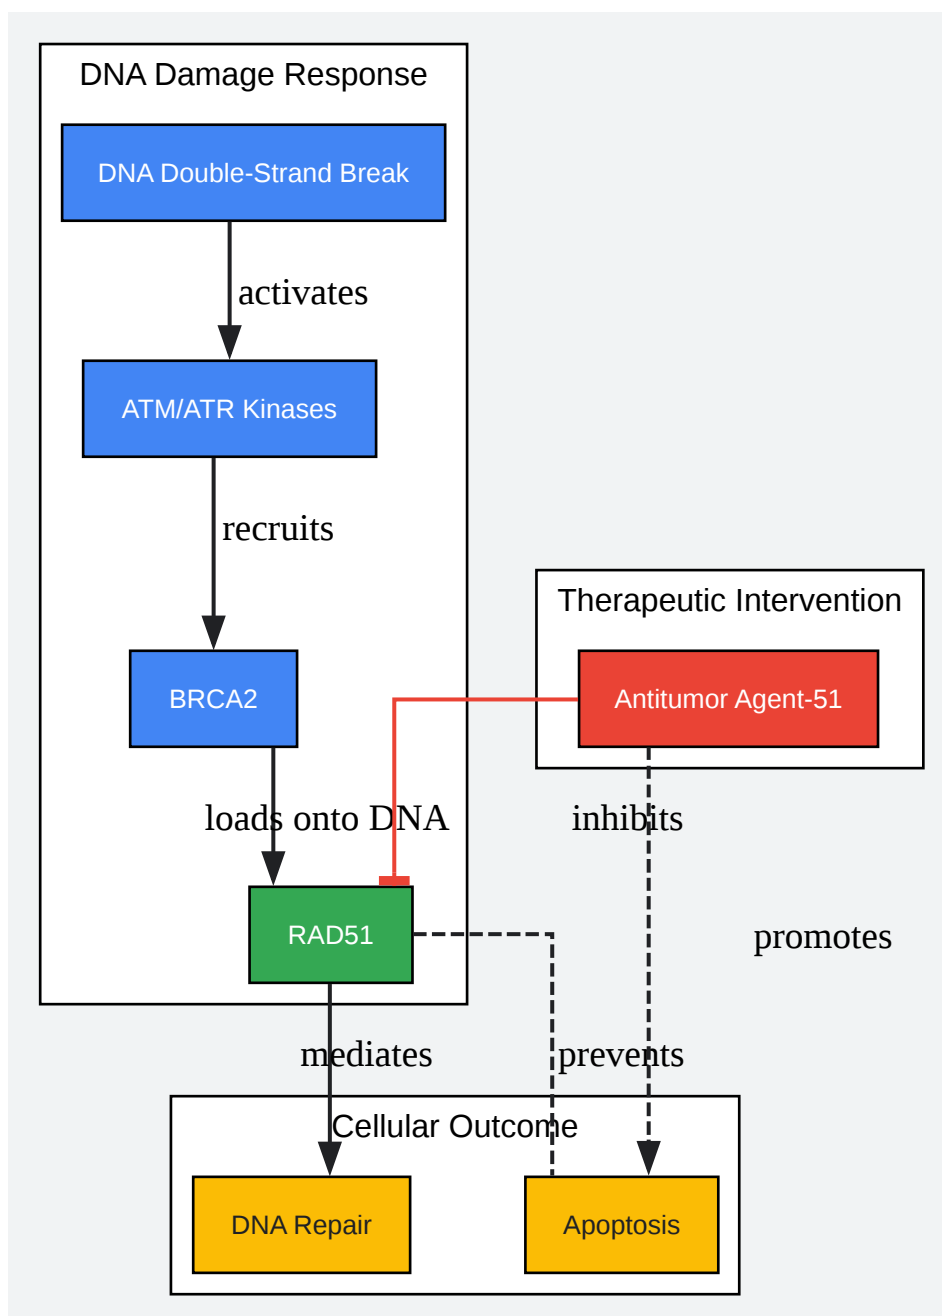 DNA Damage Response
DNA Double-Strand Break
activates
ATM/ATR Kinases
recruits
Therapeutic Intervention
BRCA2
Antitumor Agent-51
loads onto DNA
inhibits
RAD51
promotes
mediates
prevents
Cellular Outcome
DNA Repair
Apoptosis